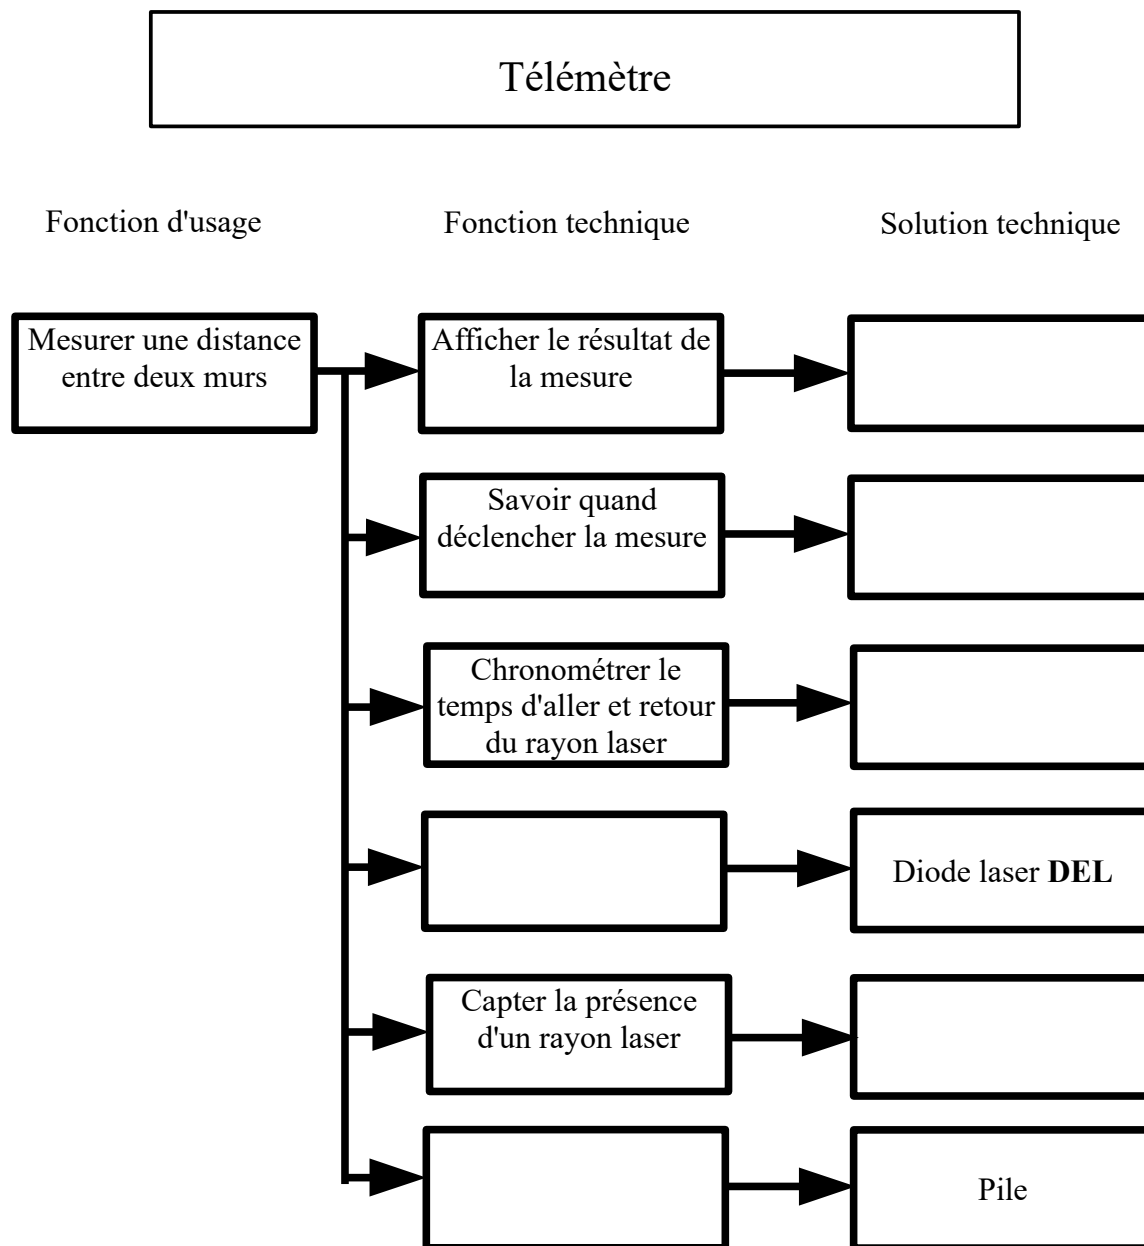 Télémètre
Fonction d'usage
Fonction technique
Solution technique
Mesurer une distance
entre deux murs
Afficher le résultat de
la mesure
Savoir quand
déclencher la mesure
Chronométrer le
temps d'aller et retour
du rayon laser
Diode laser DEL
Capter la présence
d'un rayon laser
Pile